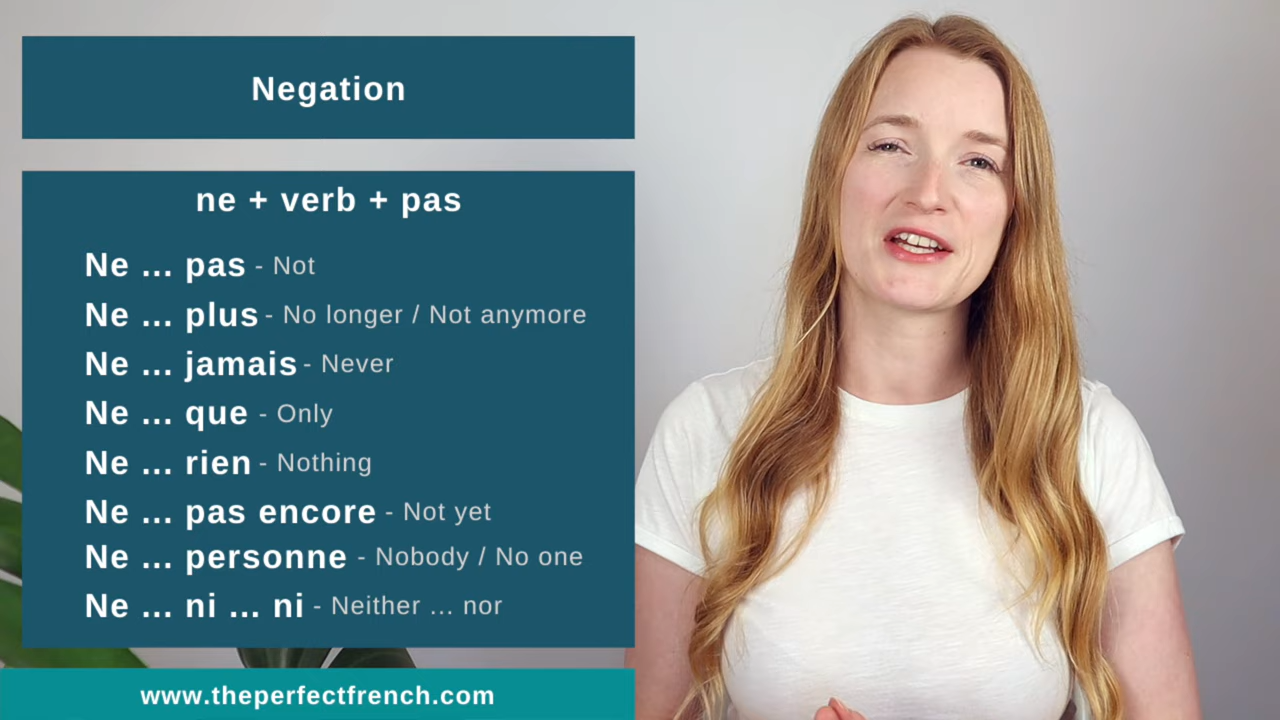 Negation
ne + verb + pas
Ne ... pas - Not
Ne ... plus - No longer / Not anymore
Ne ... jamais - Never
Ne ... que - Only
Ne ... rien - Nothing
Ne ... pas encore - Not yet
Ne ... personne - Nobody / No one
Ne ... ni ... ni - Neither ... nor
www.theperfectfrench.com